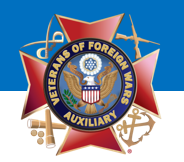 VETERANS OF FOREIGN WARS
AUXILIARY